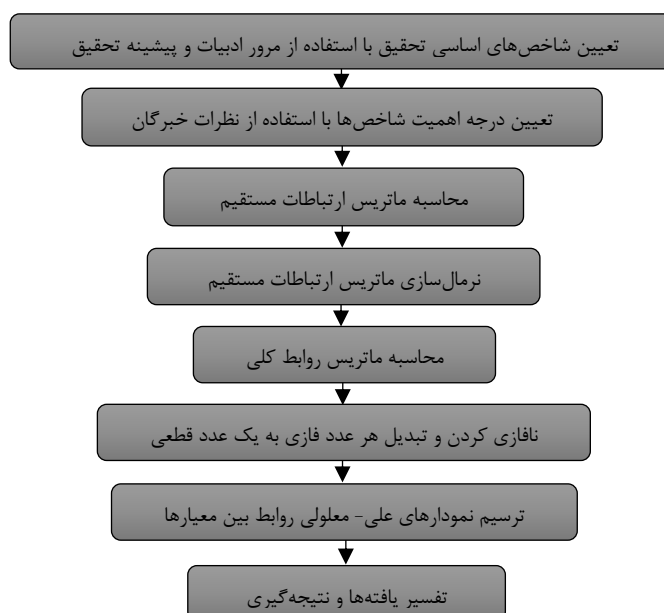 تعیین شاخص‌های اساسی تحقیق با استفاده از مرور ادبیات و پیشینه تحقیق
تعیین درجه اهمیت شاخص‌ها با استفاده از نظرات خبرگان
محاسبه ماتریس ارتباطات مستقیم
نرمال‌سازی ماتریس ارتباطات مستقیم
محاسبه ماتریس روابط کلی
نافازی کردن و تبدیل هر عدد فازی به یک عدد قطعی
ترسیم نمودارهای علی- معلولی روابط بین معیارها
تفسیر یافته‌ها و نتیجه‌گیری